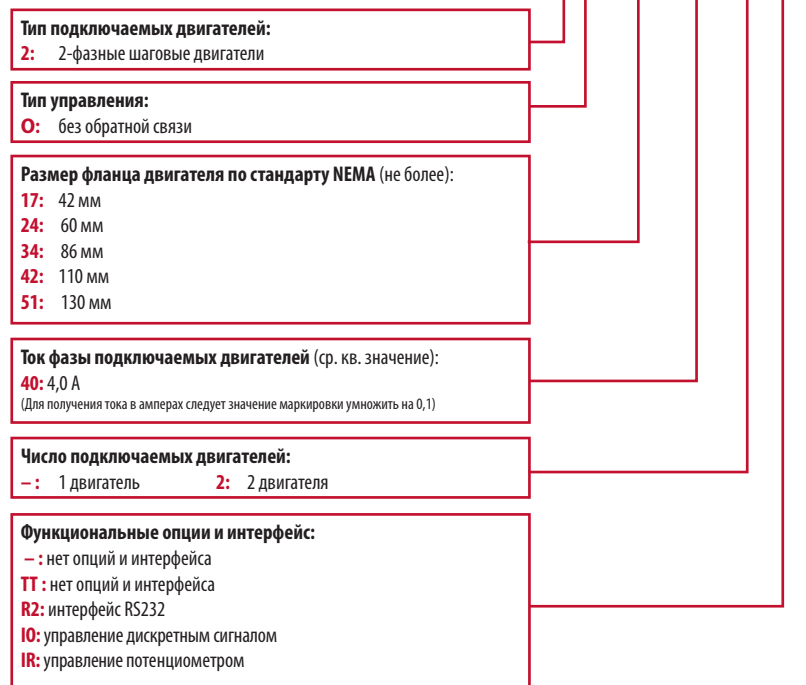 Тип подключаемых двигателей:
2: 2-фазные шаговые двигатели
Тип управления:
O: без обратной связи
Размер фланца двигателя по стандарту NEMA (не более):
17: 42 мм
24: 60 мм
34: 86 мм
42: 110 мм
51: 130 мм
Ток фазы подключаемых двигателей (ср. кв. значение):
40: 4,0 А
(Для получения тока в амперах следует значение маркировки умножить на 0,1)
Число подключаемых двигателей:
– : 1 двигатель 2: 2 двигателя
Функциональные опции и интерфейс:
– : нет опций и интерфейса
TT : нет опций и интерфейса
R2: интерфейс RS232
IO: управление дискретным сигналом
IR: управление потенциометром